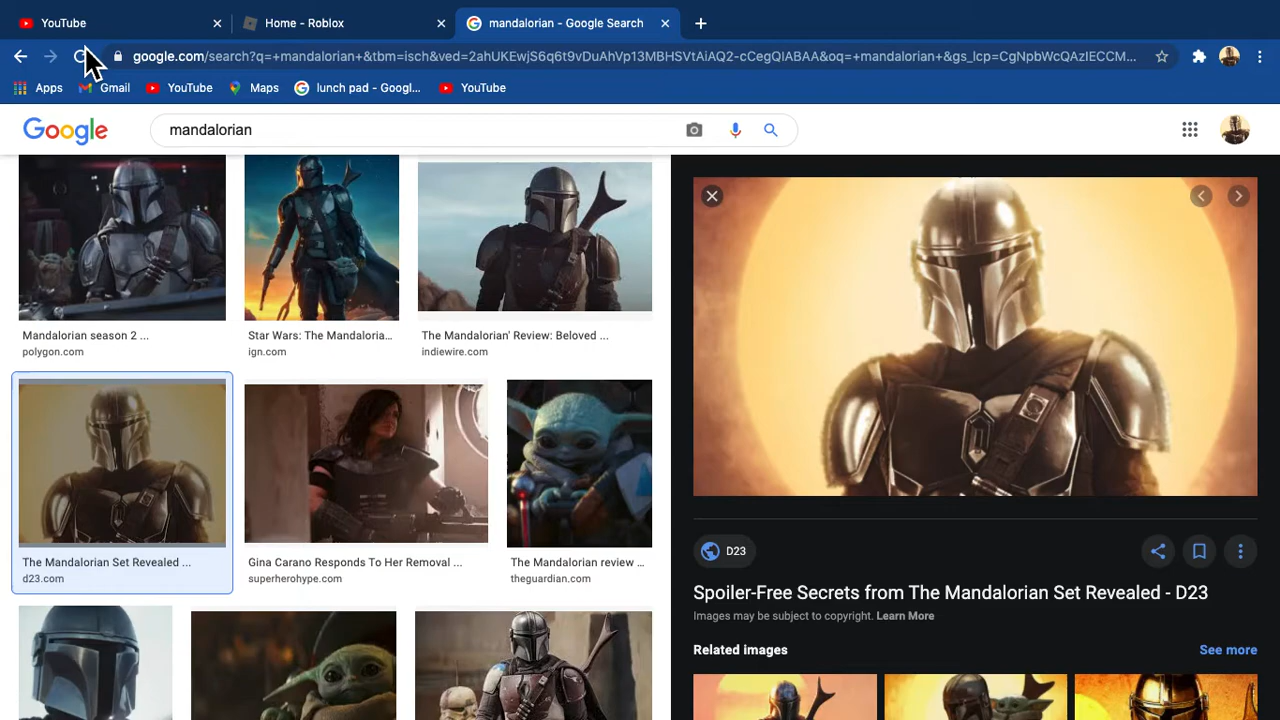 YouTube
Home - Roblox
mandalorian - Google Search
google.com/search?q=+mandalorian+&tbm=isch&ved=2ahUKEwjS6q6t9vDuAhVp13MBHSVtAiAQ2-cCegQIABAA&oq=+mandalorian+&gs_lcp=CgNpbWcQAzIECCM...
Apps
Gmail
YouTube
Maps
lunch pad - Googl...
YouTube
Google
mandalorian
Mandalorian season 2 ...
polygon.com
Star Wars: The Mandaloria...
ign.com
The Mandalorian' Review: Beloved ...
indiewire.com
The Mandalorian Set Revealed ...
d23.com
Gina Carano Responds To Her Removal ...
superherohype.com
The Mandalorian review ...
theguardian.com
D23
Spoiler-Free Secrets from The Mandalorian Set Revealed - D23
Images may be subject to copyright. Learn More
Related images
See more